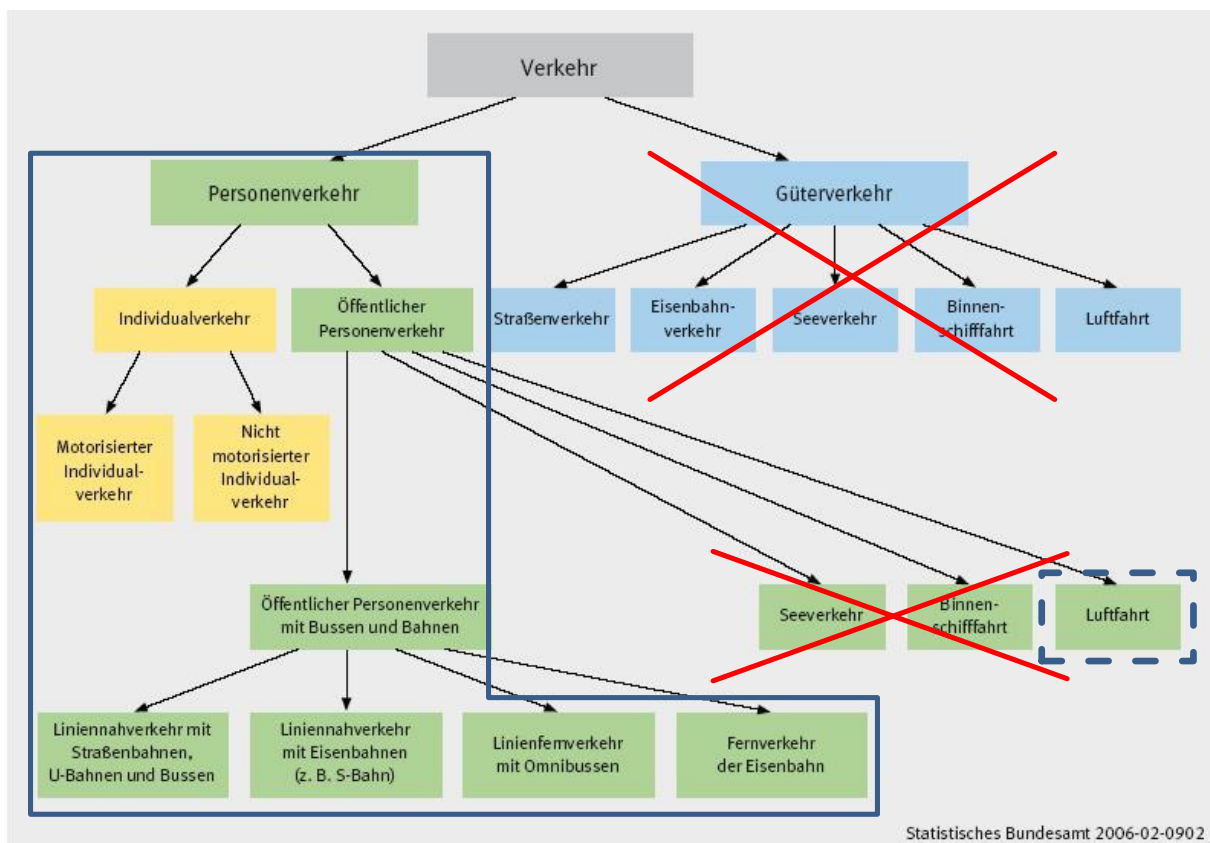 Verkehr
Personenverkehr
Güterverkehr
Individualverkehr
Öffentlicher
Personenverkehr
Straßenverkehr
Eisenbahn-
verkehr
Seeverkehr
Binnen-
schifffahrt
Luftfahrt
Motorisierter
Individual-
verkehr
Nicht
motorisierter
Individual-
verkehr
Öffentlicher Personenverkehr
mit Bussen und Bahnen
Seeverkehr
Binnen-
schifffahrt
Luftfahrt
Liniennahverkehr mit
Straßenbahnen,
U-Bahnen und Bussen
Liniennahverkehr
mit Eisenbahnen
(z. B. S-Bahn)
Linienfernverkehr
mit Omnibussen
Fernverkehr
der Eisenbahn
Statistisches Bundesamt 2006-02-0902